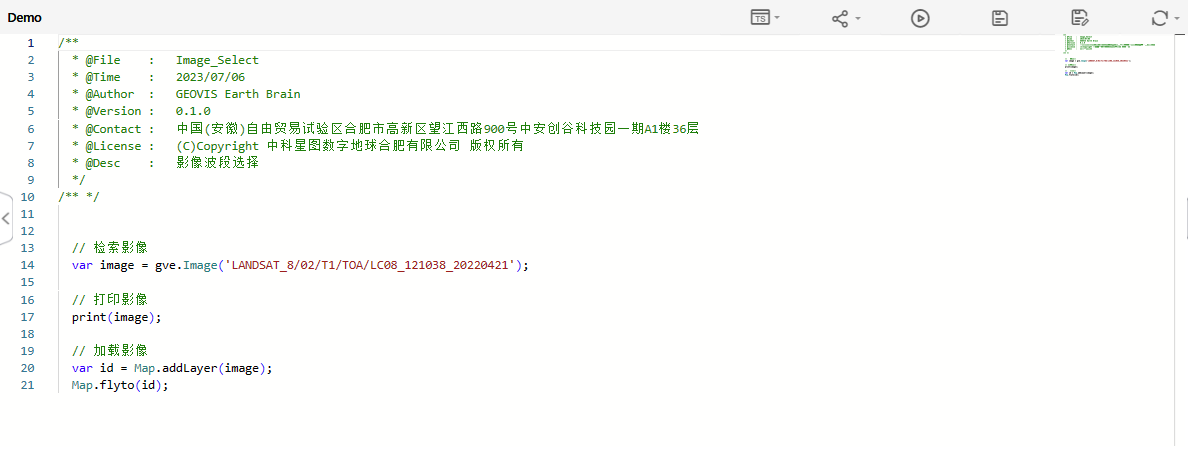 Demo
TS
1 /**
2 * @File : Image_Select
3 * @Time : 2023/07/06
4 * @Author : GEOVIS Earth Brain
5 * @Version : 0.1.0
6 * @Contact : 中国(安徽)自由贸易试验区合肥市高新区望江西路900号中安创谷科技园一期A1楼36层
7 * @License : (C)Copyright 中科星图数字地球合肥有限公司 版权所有
8 * @Desc : 影像波段选择
9 */
10 /** */
11
12
13 // 检索影像
14 var image = gve.Image('LANDSAT_8/02/T1/TOA/LC08_121038_20220421');
15
16 // 打印影像
17 print(image);
18
19 // 加载影像
20 var id = Map.addLayer(image);
21 Map.flyto(id);